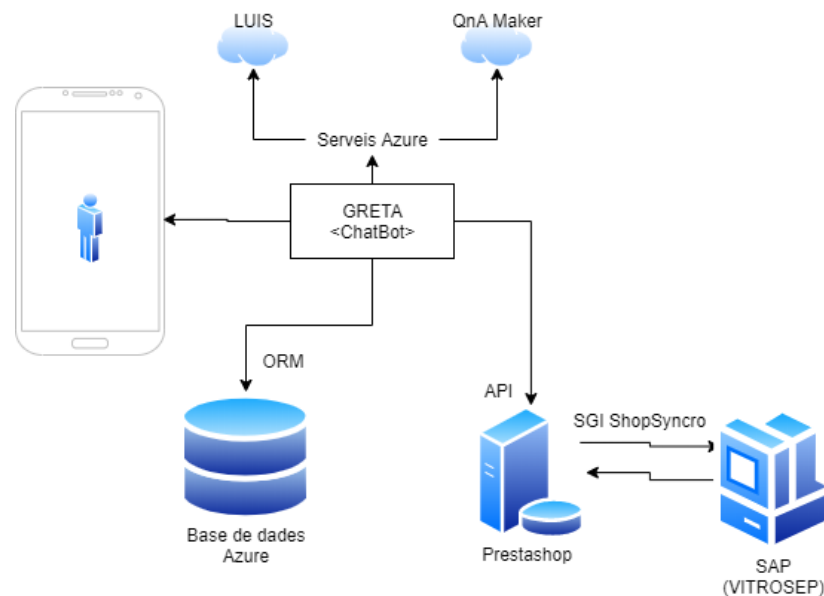 LUIS
QnA Maker
Serveis Azure
GRETA
<ChatBot>
ORM
API
SGI ShopSyncro
Base de dades
Azure
Prestashop
SAP
(VITROSEP)